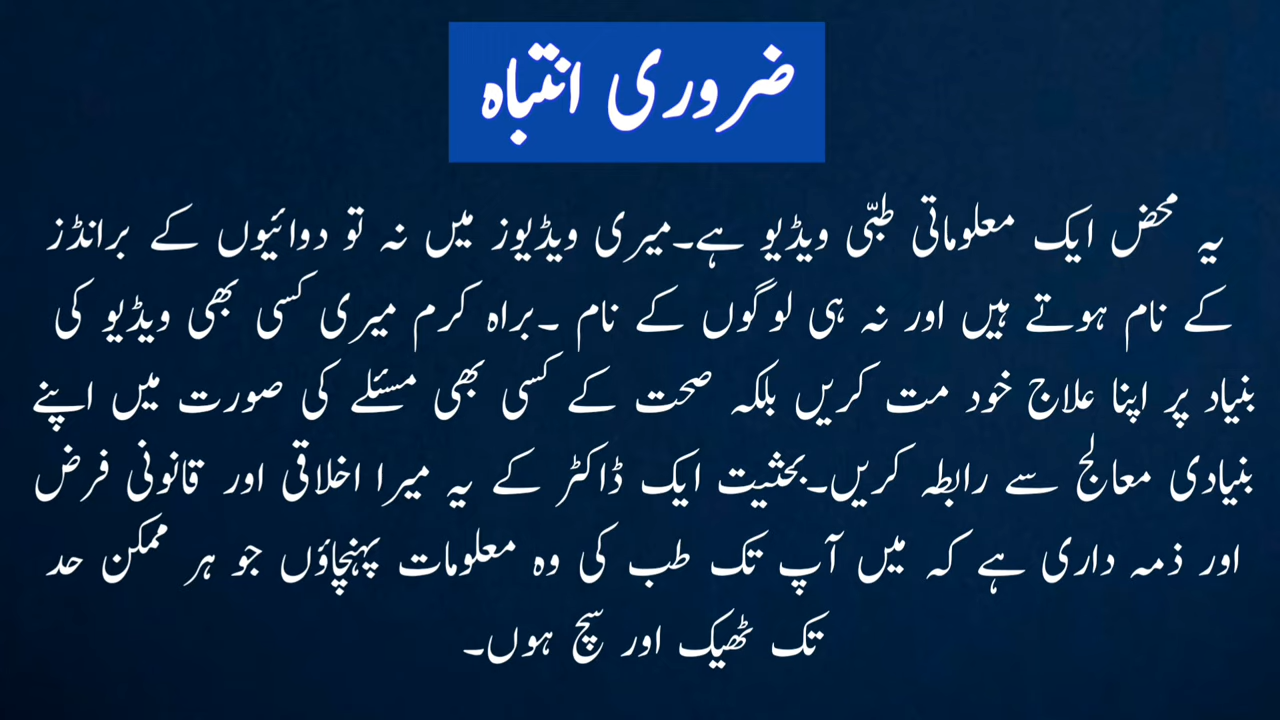 ضروری انتباہ
یہ محض ایک معلوماتی طبّی ویڈیو ہے۔میری ویڈیوز میں نہ تو دوائیوں کے برانڈز
کے نام ہوتے ہیں اور نہ ہی لوگوں کے نام ۔براہ کرم میری کسی بھی ویڈیو کی
بنیاد پر اپنا علاج خود مت کریں بلکہ صحت کے کسی بھی مسئلے کی صورت میں اپنے
بنیادی معالج سے رابطہ کریں۔بحثیت ایک ڈاکٹر کے یہ میرا اخلاقی اور قانونی فرض
اور ذمہ داری ہے کہ میں آپ تک طب کی وہ معلومات پہنچاؤں جو ہر ممکن حد
تک ٹھیک اور سچ ہوں۔